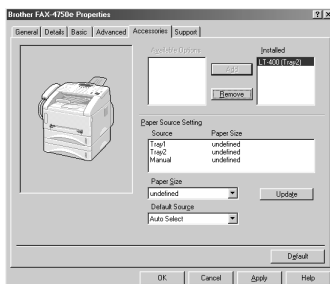 Brother FAX-4750e Properties
General Details Basic Advanced Accessories Support
Available Options
Installed
LT-400 (Tray2)
Add
Remove
Paper Source Setting
Source Paper Size
Tray1 undefined
Tray2 undefined
Manual undefined
Paper Size
undefined
Update
Default Source
Auto Select
Default
OK Cancel Apply Help